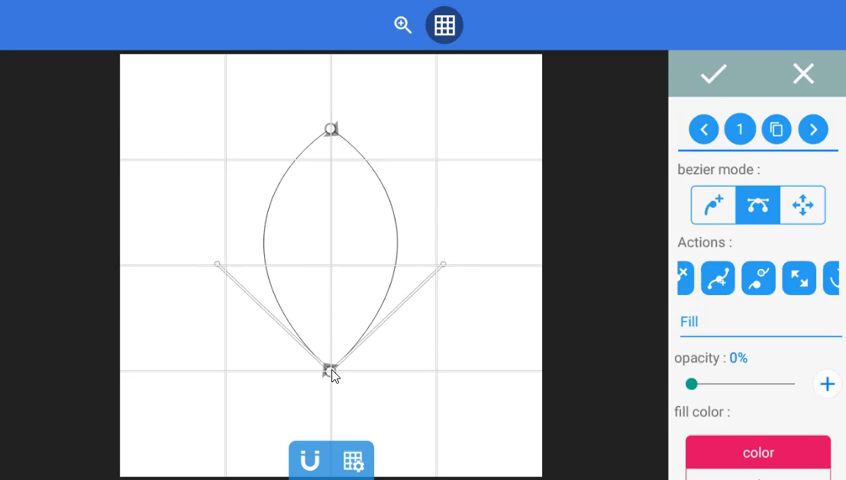 1
bezier mode :
Actions :
Fill
opacity : 0%
fill color :
color